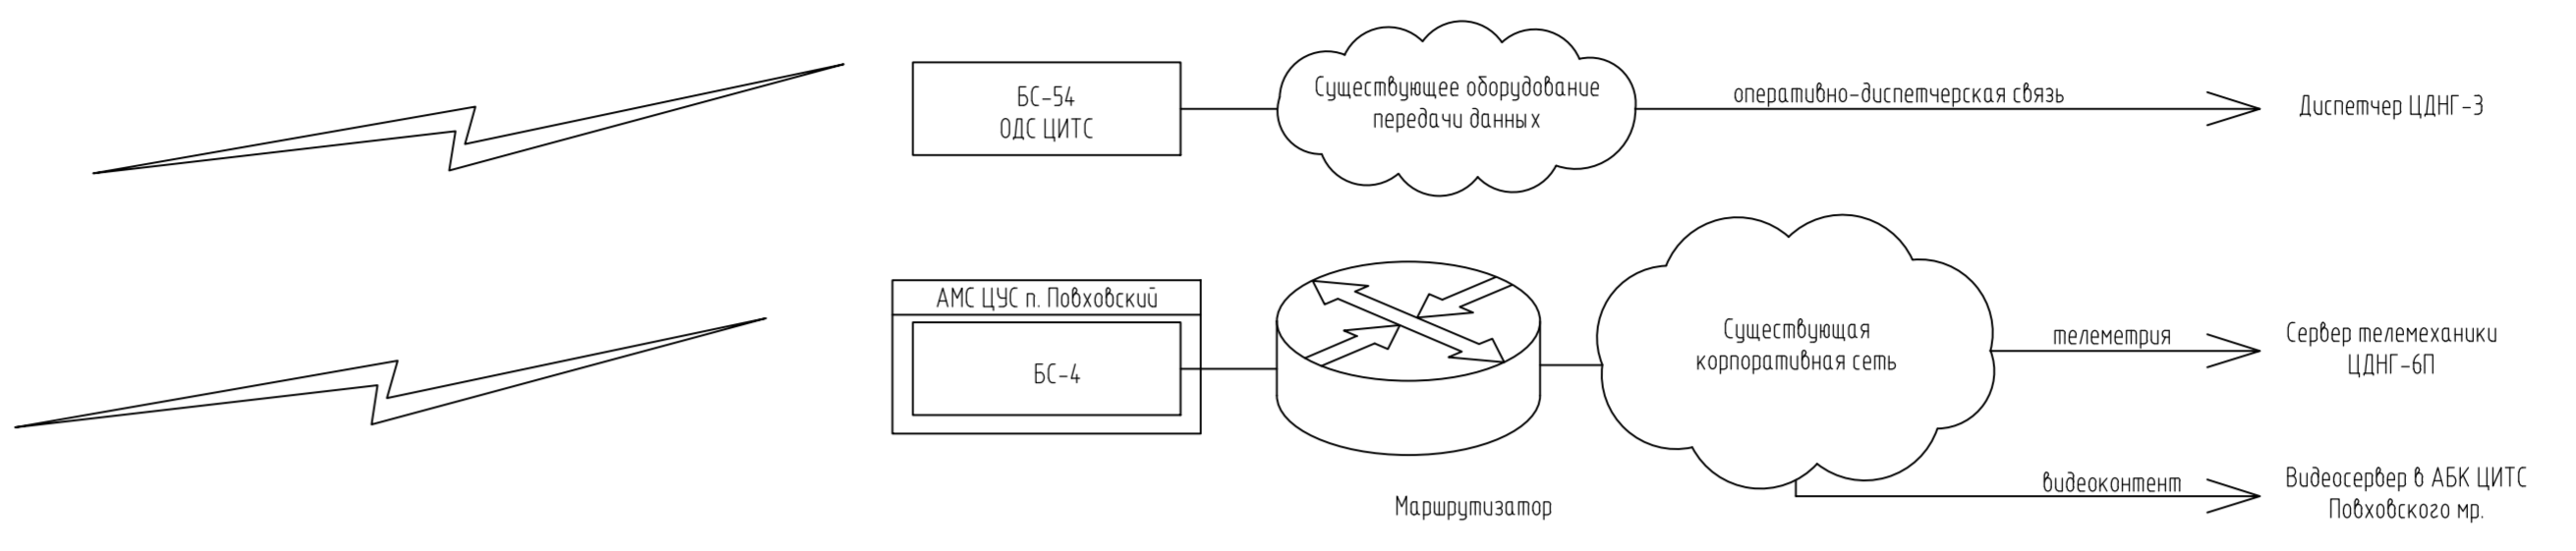 БС-54
ОДС ЦИТС
Существующее оборудование
передачи данных
оперативно-диспетчерская связь
Диспетчер ЦДНГ-3
АМС ЦУС п. Повховский
БС-4
Маршрутизатор
Существующая
корпоративная сеть
телеметрия
Сервер телемеханики
ЦДНГ-6П
видеоконтент
Видеосервер в АБК ЦИТС
Повховского мр.